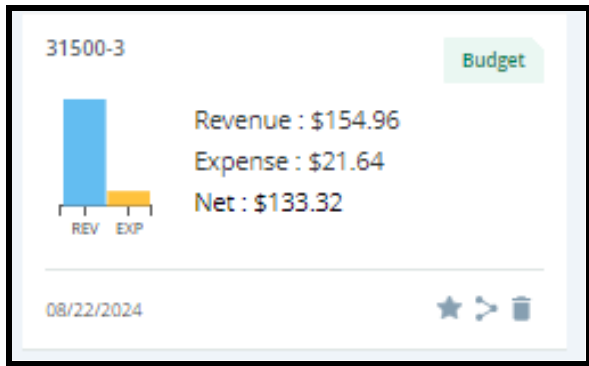 31500-3
Budget
Revenue : $154.96
Expense : $21.64
Net : $133.32
REV EXP
08/22/2024